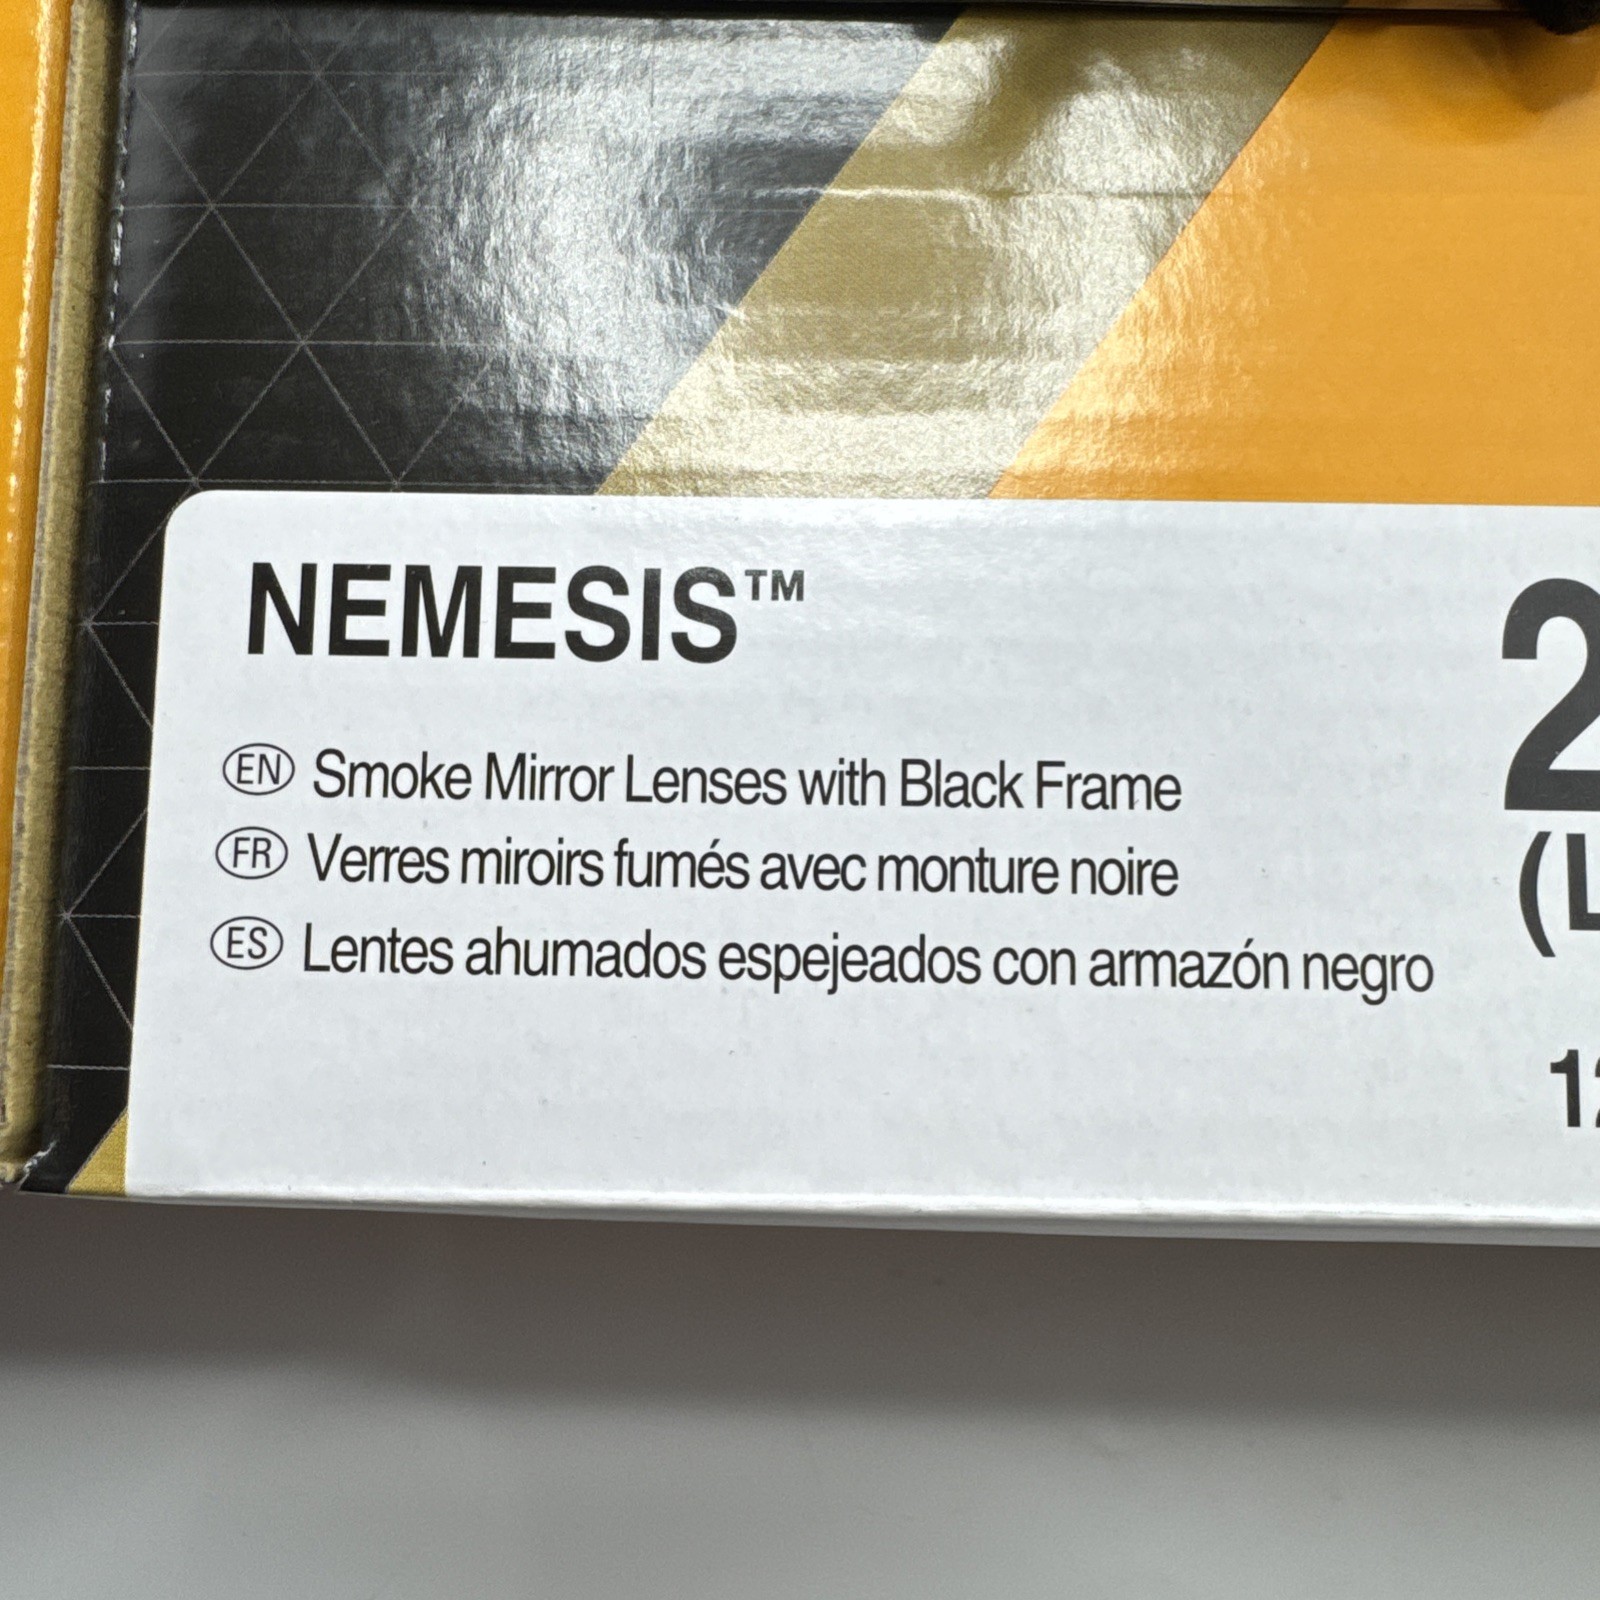 NEMESIS™
EN Smoke Mirror Lenses with Black Frame
FR Verres miroirs fumés avec monture noire
ES Lentes ahumados espejeados con armazón negro